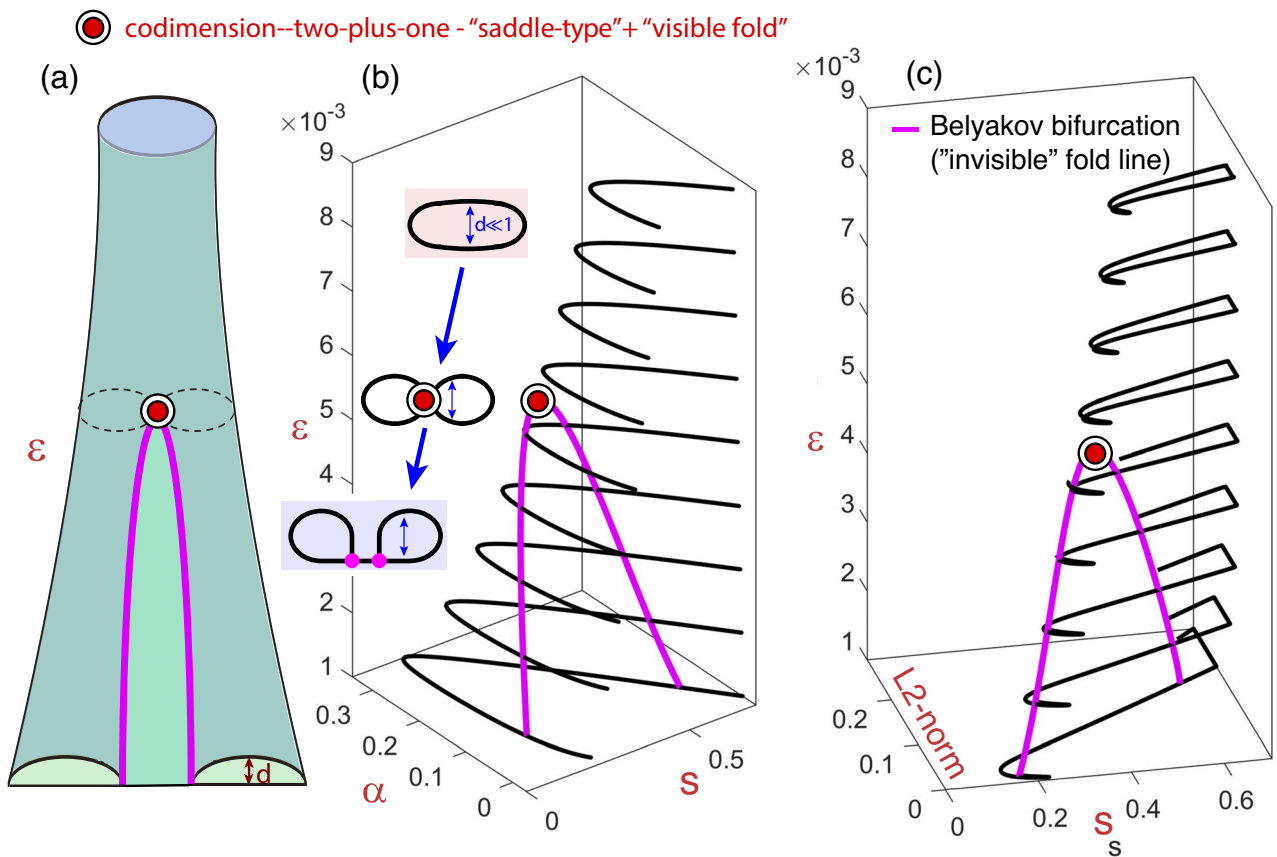 codimension--two-plus-one - “saddle-type”+ “visible fold”
(a)
ε
d
(b)
×10⁻³
9
8
7
6
5
4
3
2
1
ε
d≪1
0.3
0.2
0.1
0
α
0
0.5
s
(c)
×10⁻³
9
8
7
6
5
4
3
2
1
ε
Belyakov bifurcation
(”invisible” fold line)
L2-norm
0.2
0.1
0
0
0.2
0.4
0.6
s
s